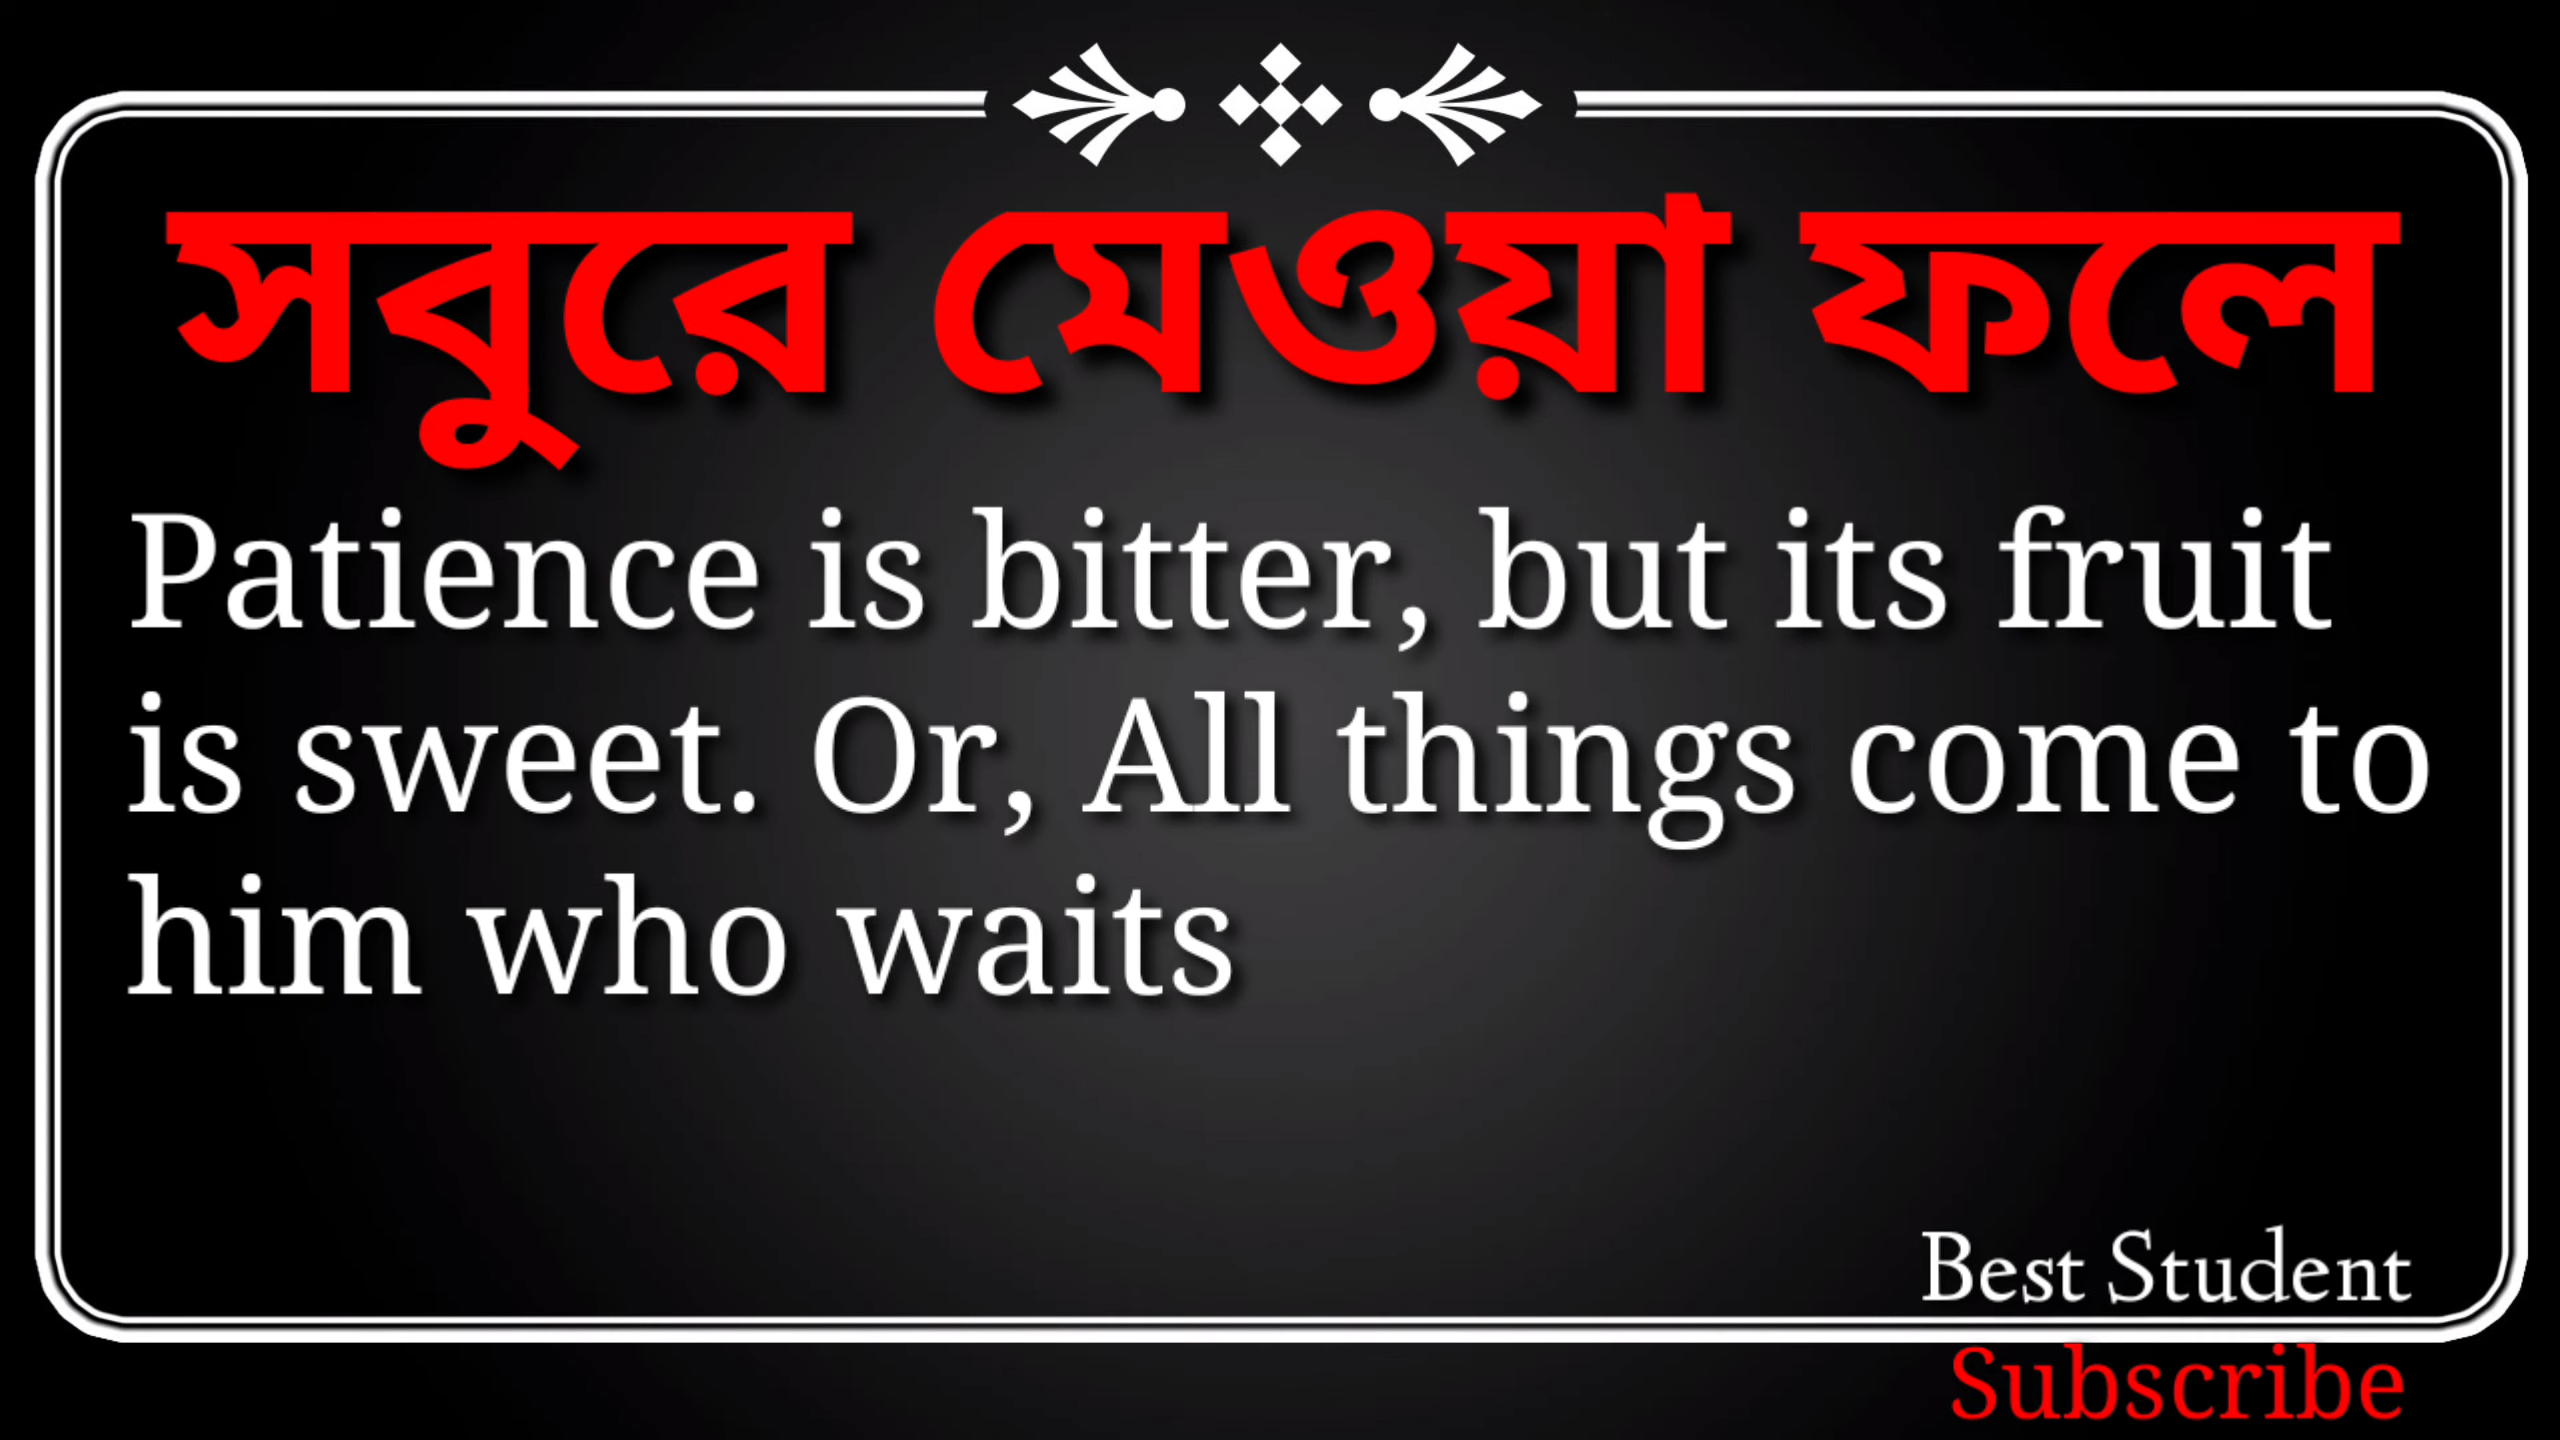 সবুরে মেওয়া ফলে
Patience is bitter, but its fruit
is sweet. Or, All things come to
him who waits
Best Student
Subscribe